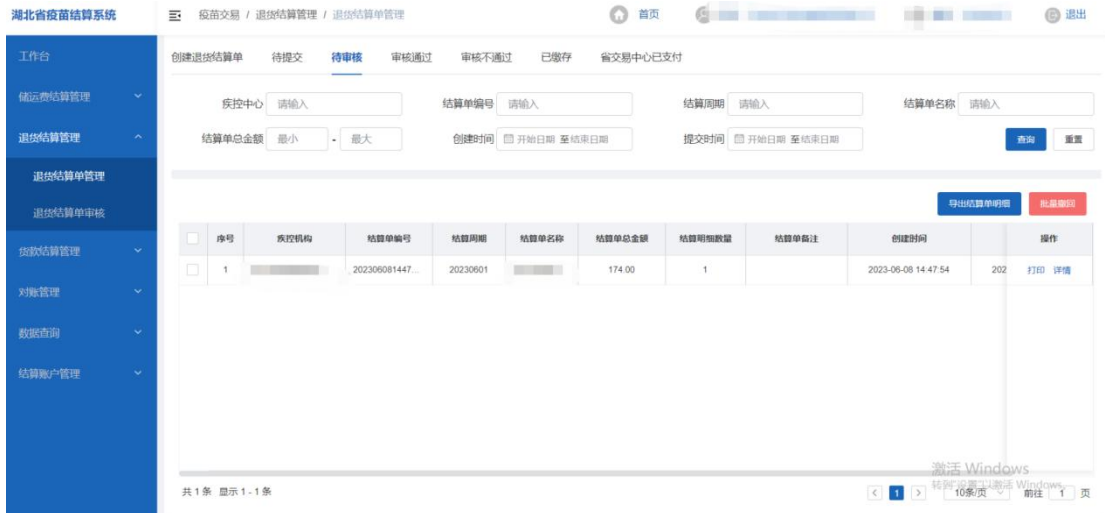 湖北省疫苗结算系统
疫苗交易 / 退货结算管理 / 退货结算单管理
首页
退出
工作台
储运费结算管理
退货结算管理
退货结算单管理
退货结算单审核
货款结算管理
对账管理
数据查询
结算账户管理
创建退货结算单 待提交 待审核 审核通过 审核不通过 已缴存 省交易中心已支付
疾控中心 请输入 结算单编号 请输入 结算周期 请输入 结算单名称 请输入
结算单总金额 最小 - 最大 创建时间 开始日期 至结束日期 提交时间 开始日期 至结束日期 查询 重置
导出结算单明细 批量撤回
序号 疾控机构 结算单编号 结算周期 结算单名称 结算单总金额 结算明细数量 结算单备注 创建时间 操作
1 202306081447... 20230601 174.00 1 2023-06-08 14:47:54 202 打印 详情
激活 Windows
转到"设置"以激活 Windows。
共 1 条 显示 1 - 1 条 < 1 > 10条/页 前往 1 页